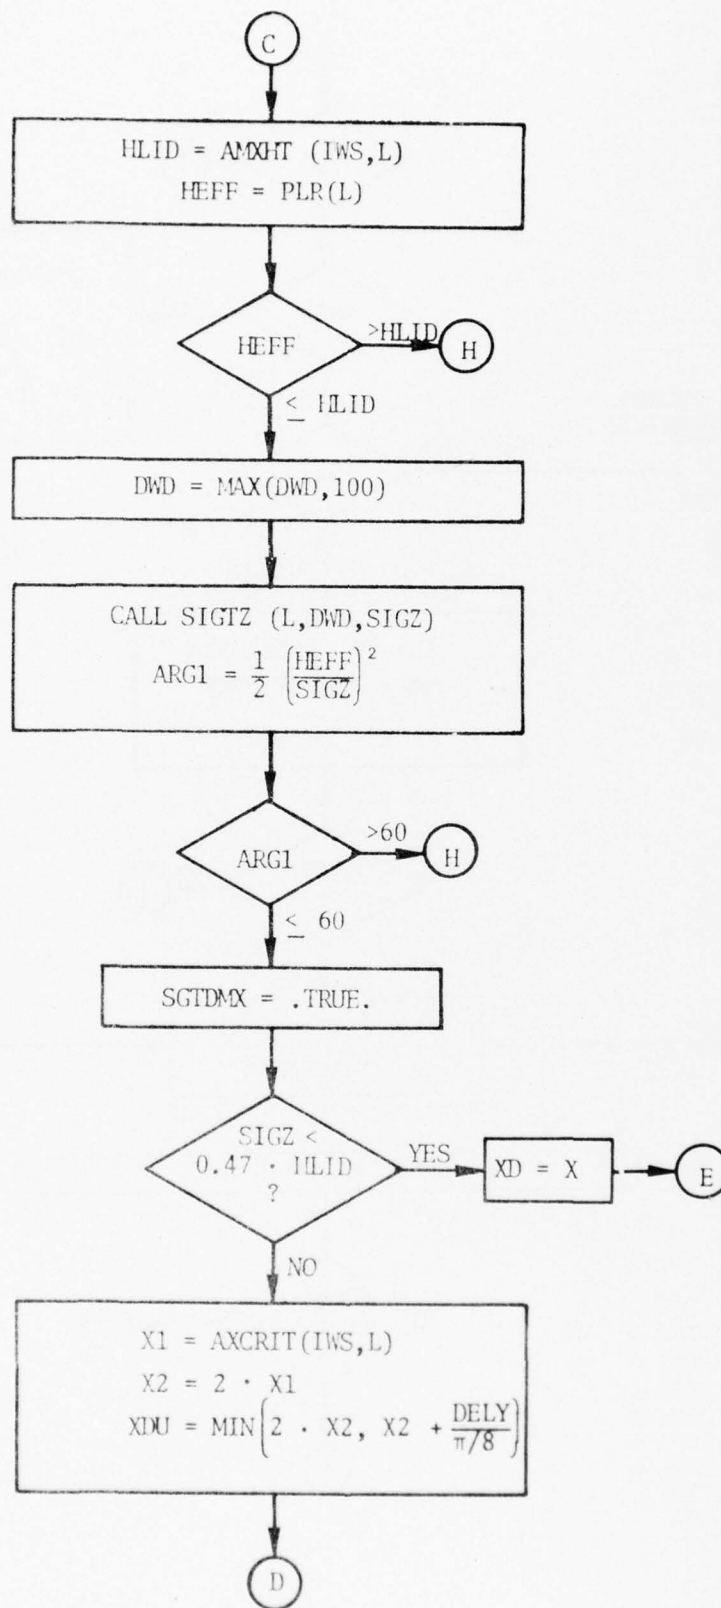 C
HLID = AMXHT (IWS,L)
HEFF = PLR(L)
HEFF
>HLID
H
≤ HLID
DWD = MAX(DWD,100)
CALL SIGTZ (L,DWD,SIGZ)
ARG1 = 1/2 (HEFF/SIGZ)²
ARG1
>60
H
≤ 60
SGTDMX = .TRUE.
SIGZ <
0.47 · HLID
?
YES
XD = X
E
NO
X1 = AXCRIT(IWS,L)
X2 = 2 · X1
XDU = MIN(2 · X2, X2 + DELY/π/8)
D